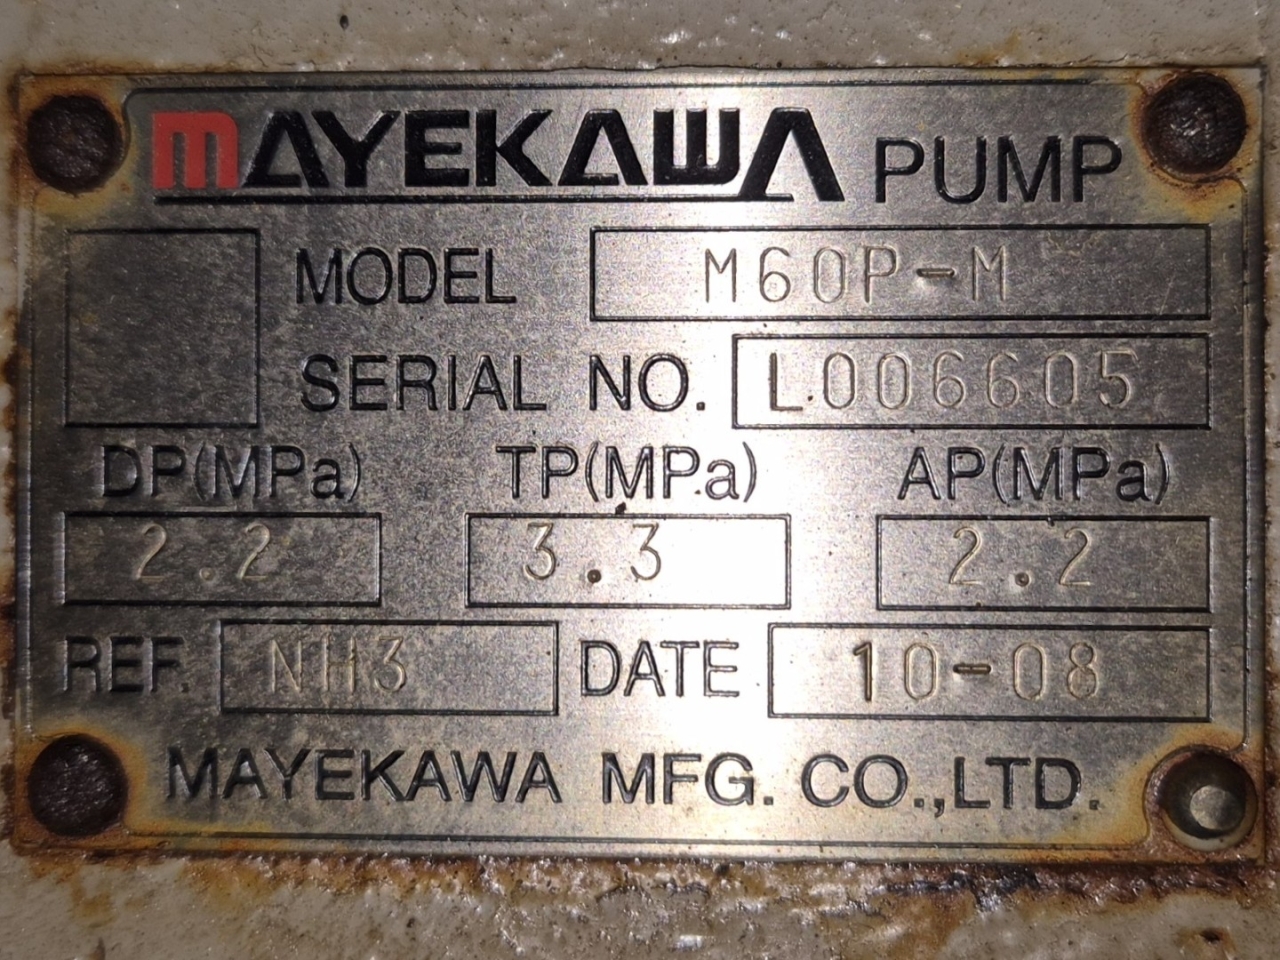 MAYEKAWA PUMP
MODEL M60P-M
SERIAL NO. L006605
DP(MPa) TP(MPa) AP(MPa)
2.2 3.3 2.2
REF. NH3 DATE 10-08
MAYEKAWA MFG. CO.,LTD.